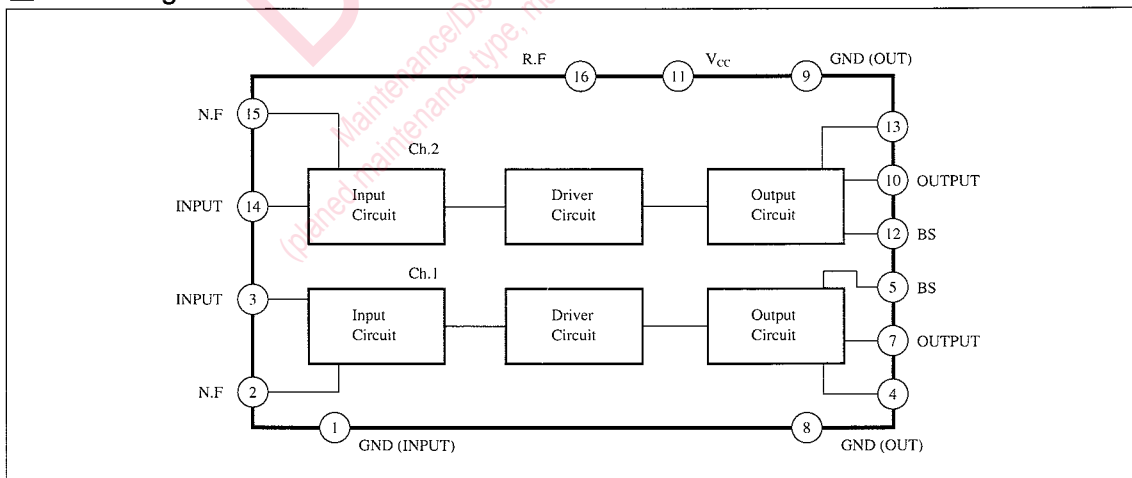 R.F 16 11 V_CC 9 GND (OUT)
N.F 15
13
Ch.2
INPUT 14
Input
Circuit
Driver
Circuit
Output
Circuit
10 OUTPUT
12 BS
Ch.1
INPUT 3
Input
Circuit
Driver
Circuit
Output
Circuit
5 BS
7 OUTPUT
N.F 2
4
1 GND (INPUT)
8 GND (OUT)